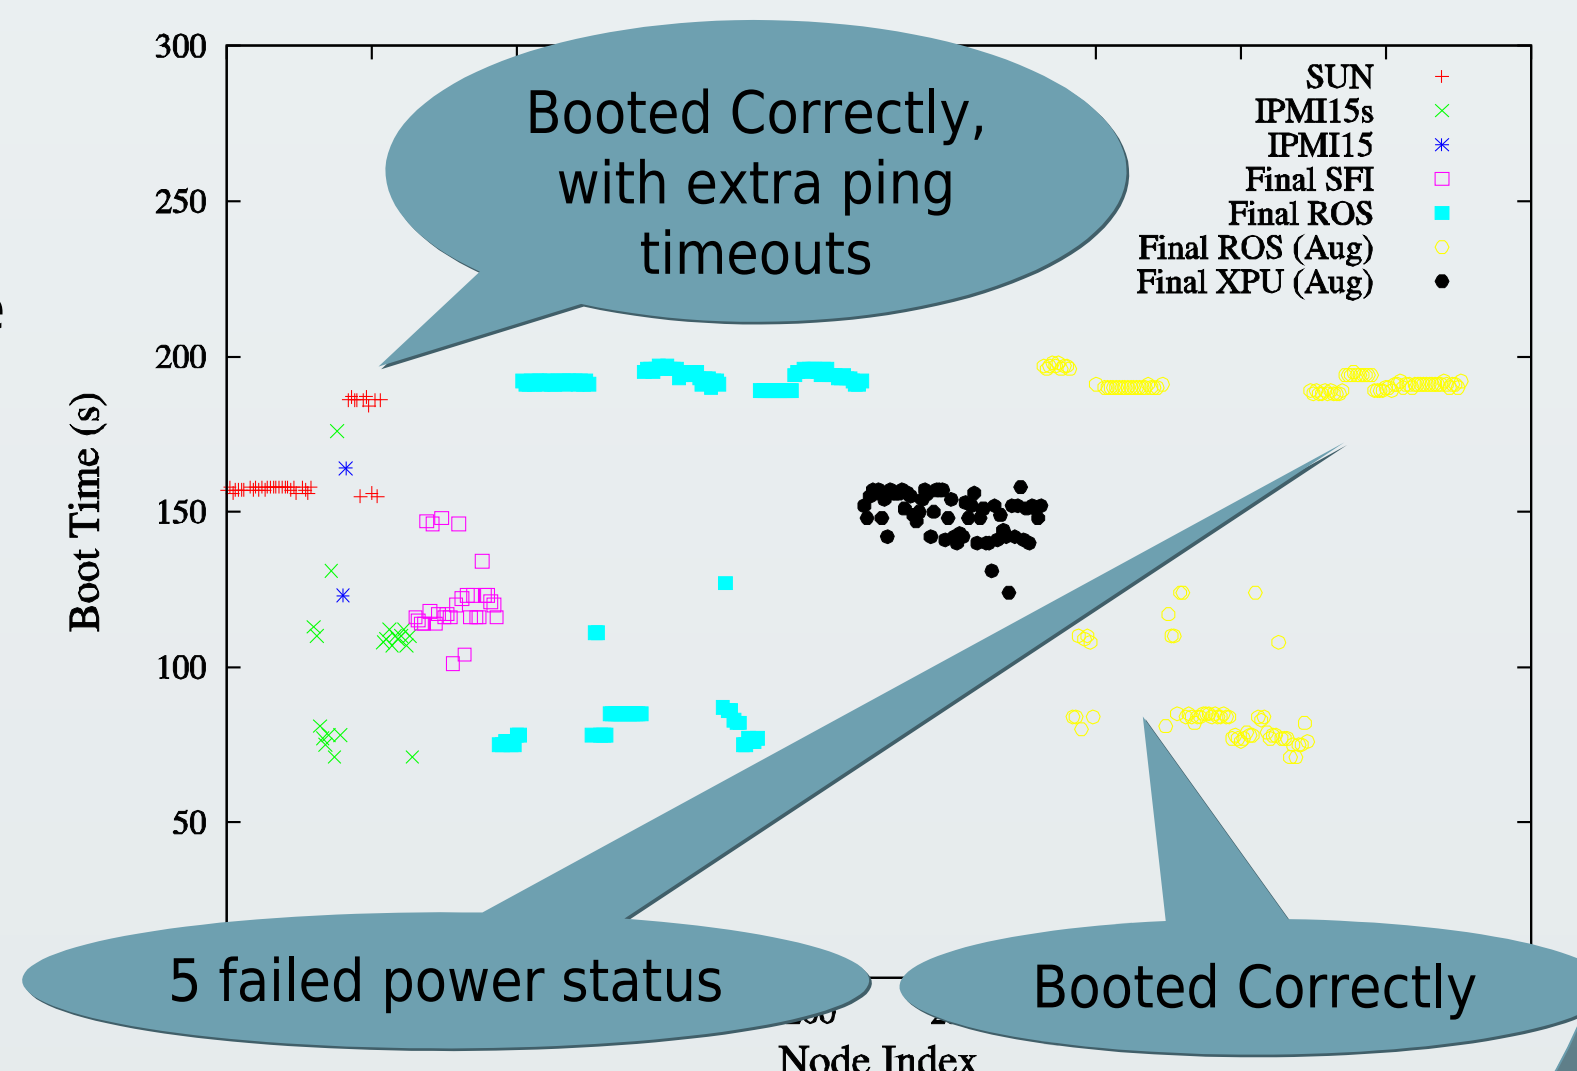 300
250
200
150
100
50
Boot Time (s)
Booted Correctly,
with extra ping
timeouts
SUN
IPMI15s
IPMI15
Final SFI
Final ROS
Final ROS (Aug)
Final XPU (Aug)
5 failed power status
Booted Correctly
Node Index